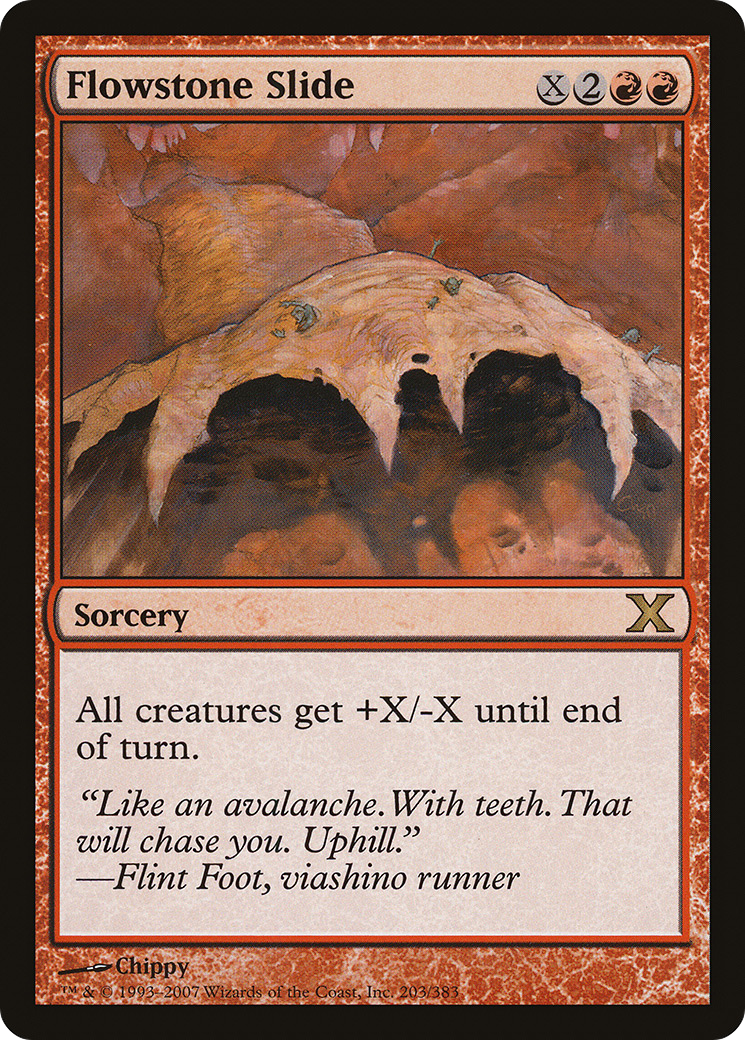 Flowstone Slide X2
Sorcery X
All creatures get +X/-X until end
of turn.
“Like an avalanche. With teeth. That
will chase you. Uphill.”
—Flint Foot, viashino runner
Chippy
™ & © 1993–2007 Wizards of the Coast, Inc. 203/383